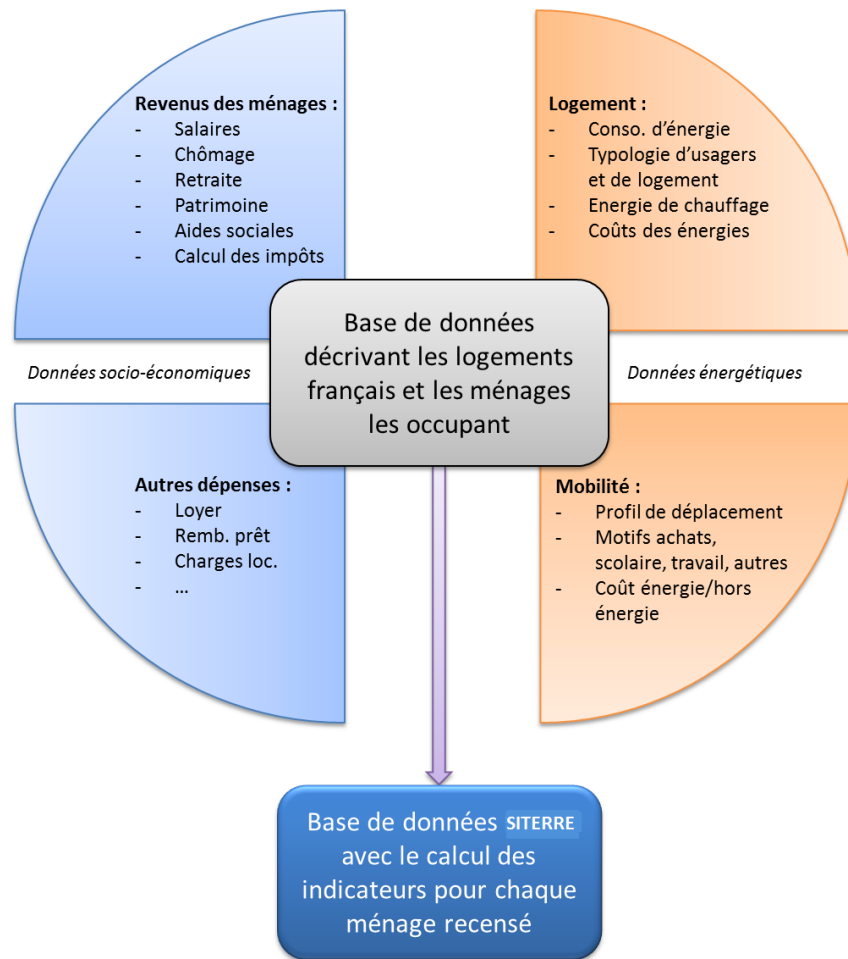 Revenus des ménages :
- Salaires
- Chômage
- Retraite
- Patrimoine
- Aides sociales
- Calcul des impôts
Logement :
- Conso. d'énergie
- Typologie d'usagers
et de logement
- Energie de chauffage
- Coûts des énergies
Base de données
décrivant les logements
français et les ménages
les occupant
Données socio-économiques
Données énergétiques
Autres dépenses :
- Loyer
- Remb. prêt
- Charges loc.
- ...
Mobilité :
- Profil de déplacement
- Motifs achats,
scolaire, travail, autres
- Coût énergie/hors
énergie
Base de données SITERRE
avec le calcul des
indicateurs pour chaque
ménage recensé